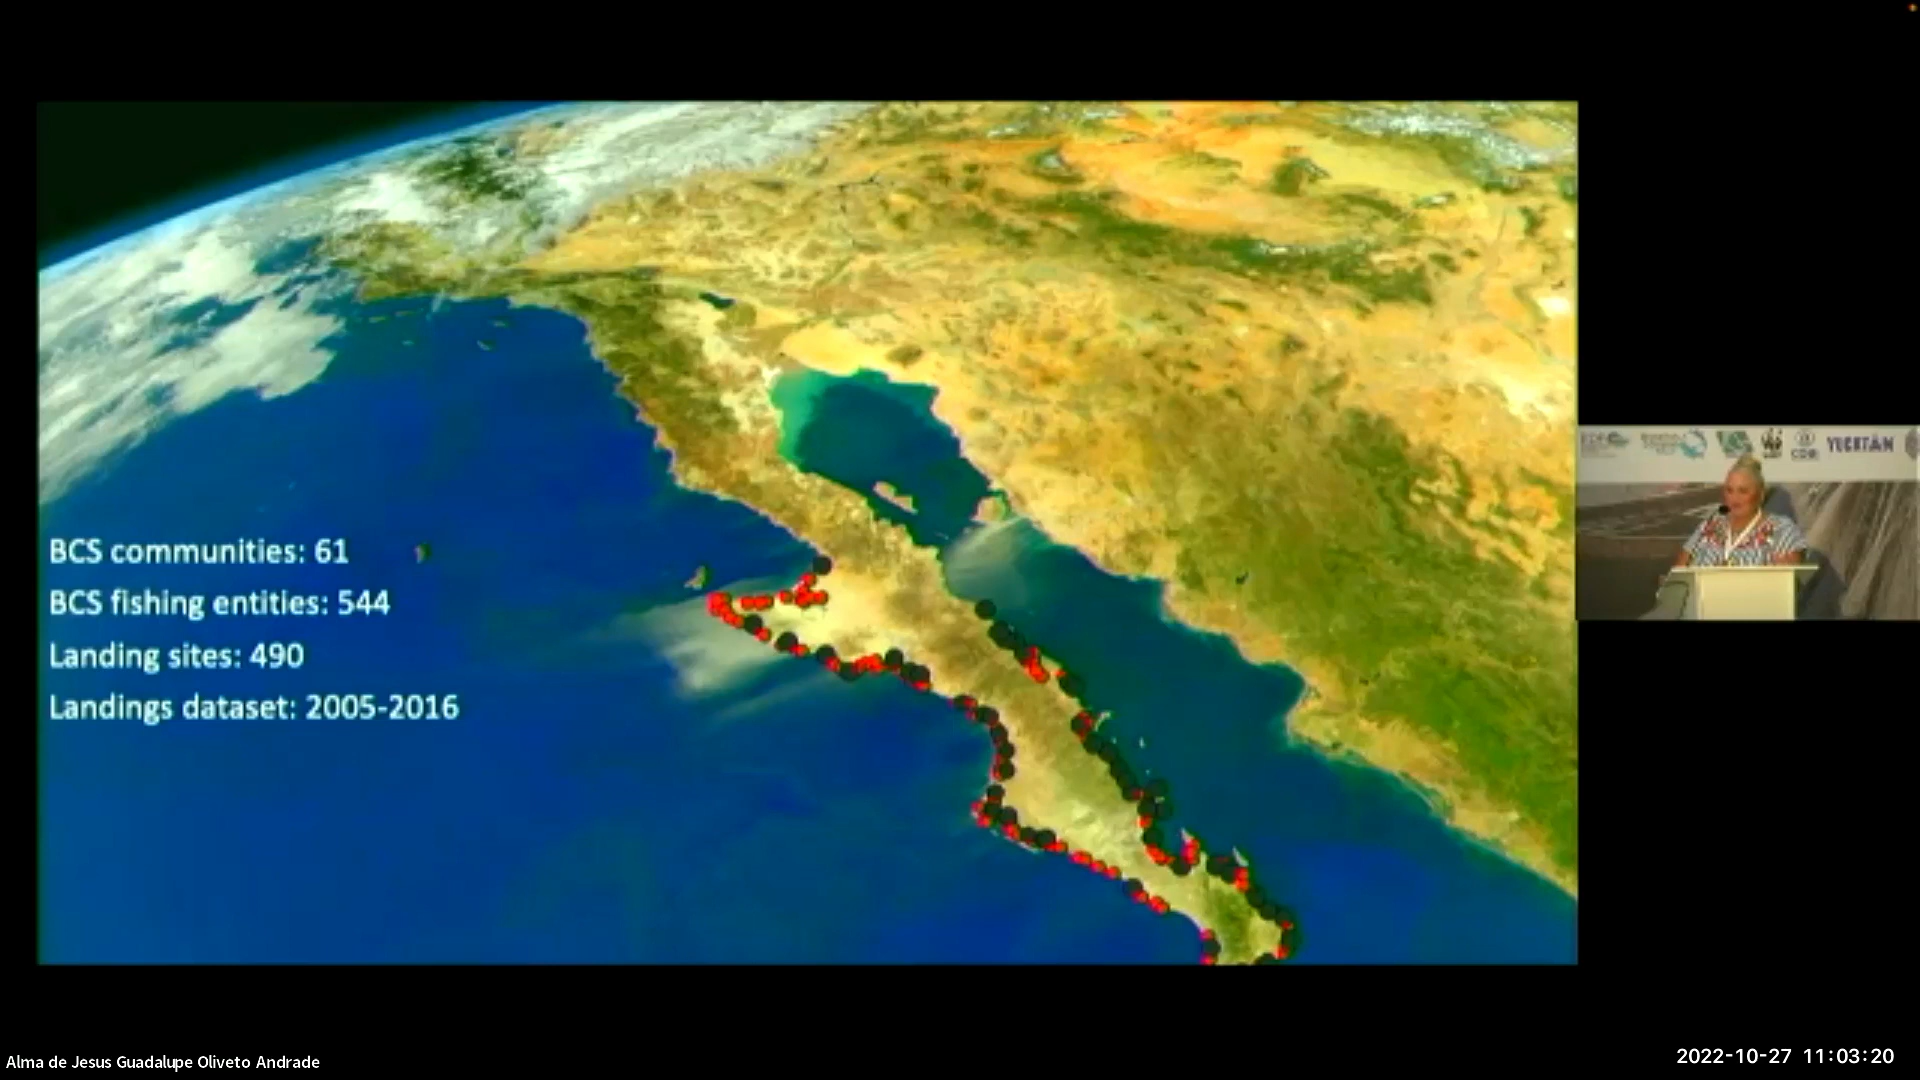 BCS communities: 61
BCS fishing entities: 544
Landing sites: 490
Landings dataset: 2005-2016
YUCATÁN
Alma de Jesus Guadalupe Oliveto Andrade
2022-10-27 11:03:20